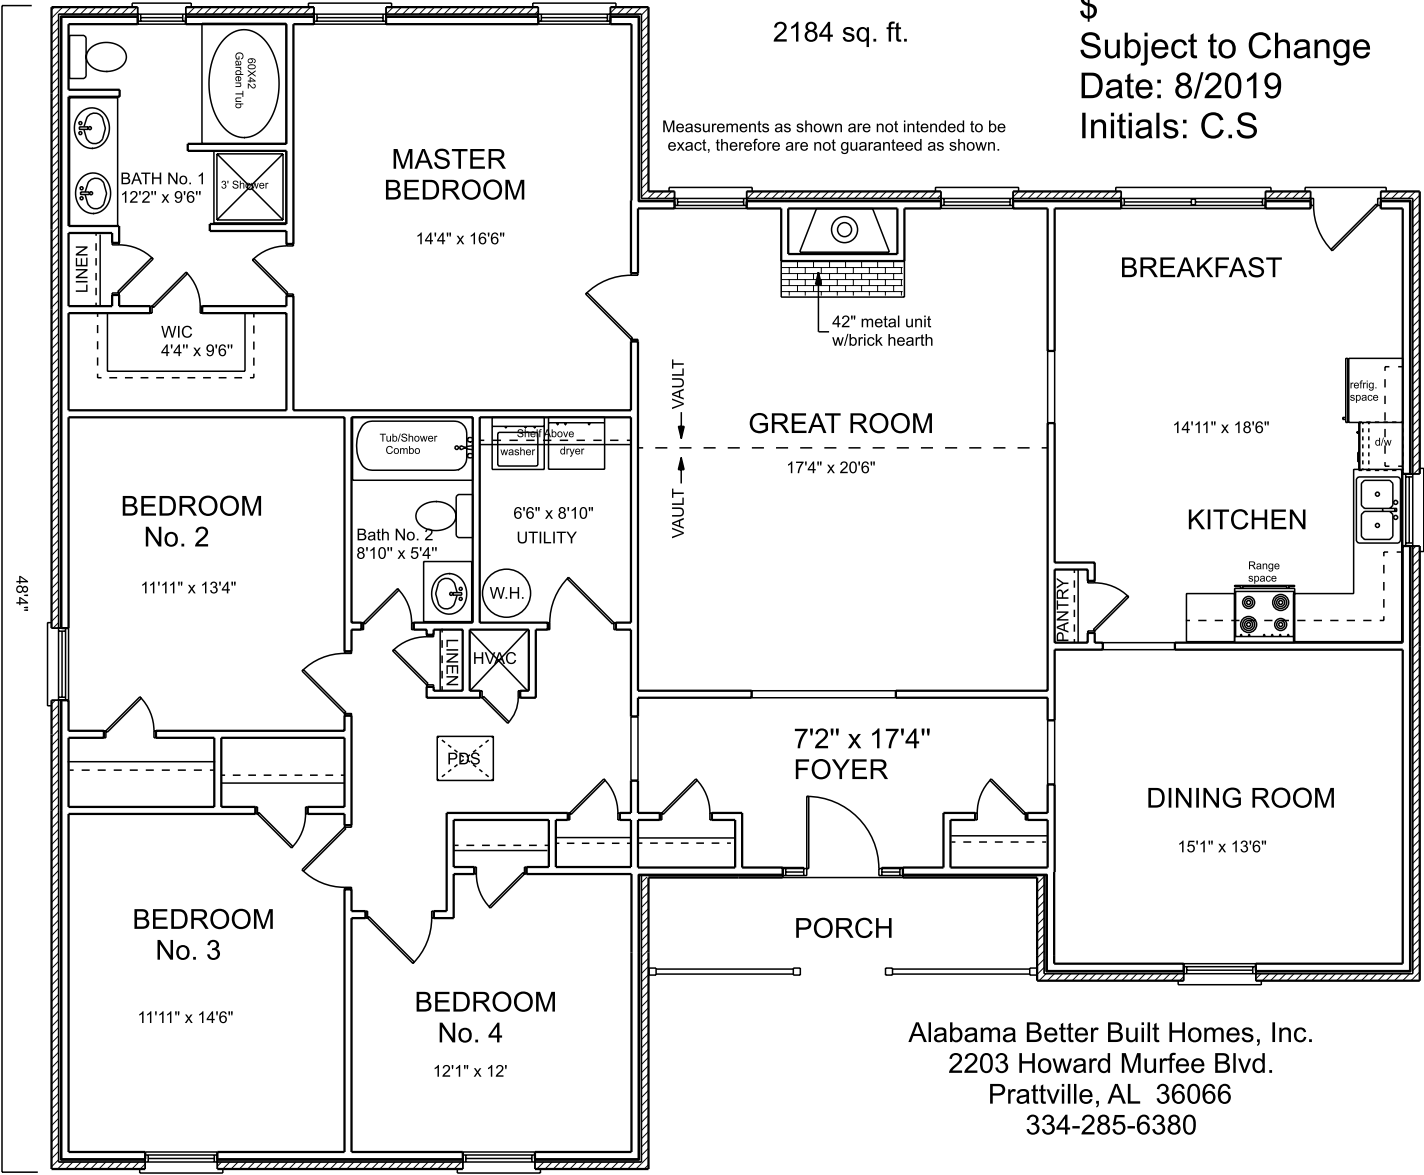 $
2184 sq. ft.
Subject to Change
Date: 8/2019
Initials: C.S
Measurements as shown are not intended to be
exact, therefore are not guaranteed as shown.
60X42
Garden Tub
BATH No. 1
12'2" x 9'6"
3' Shower
LINEN
WIC
4'4" x 9'6"
MASTER
BEDROOM
14'4" x 16'6"
42" metal unit
w/brick hearth
VAULT
VAULT
GREAT ROOM
17'4" x 20'6"
BREAKFAST
refrig.
space
d/w
14'11" x 18'6"
KITCHEN
Range
space
PANTRY
BEDROOM
No. 2
11'11" x 13'4"
Tub/Shower
Combo
Bath No. 2
8'10" x 5'4"
Shelf Above
washer
dryer
6'6" x 8'10"
UTILITY
W.H.
LINEN
HVAC
48'4"
PDS
7'2" x 17'4"
FOYER
DINING ROOM
15'1" x 13'6"
BEDROOM
No. 3
11'11" x 14'6"
BEDROOM
No. 4
12'1" x 12'
PORCH
Alabama Better Built Homes, Inc.
2203 Howard Murfee Blvd.
Prattville, AL 36066
334-285-6380